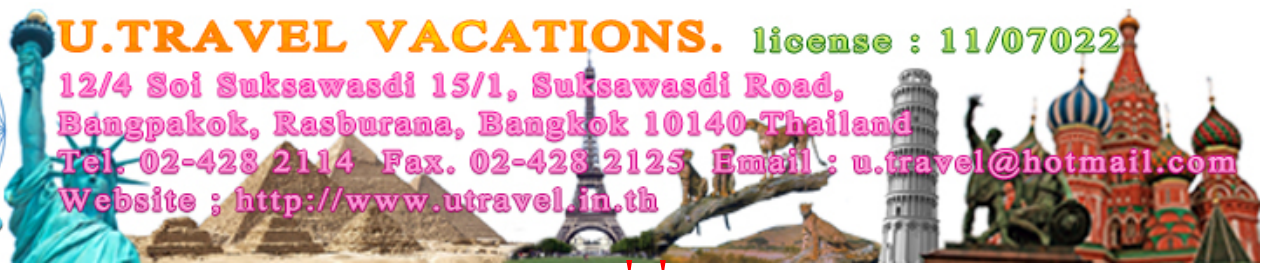 U.TRAVEL VACATIONS. license : 11/07022
12/4 Soi Suksawasdi 15/1, Suksawasdi Road,
Bangpakok, Rasburana, Bangkok 10140 Thailand
Tel. 02-428 2114 Fax. 02-428 2125 Email : u.travel@hotmail.com
Website ; http://www.utravel.in.th